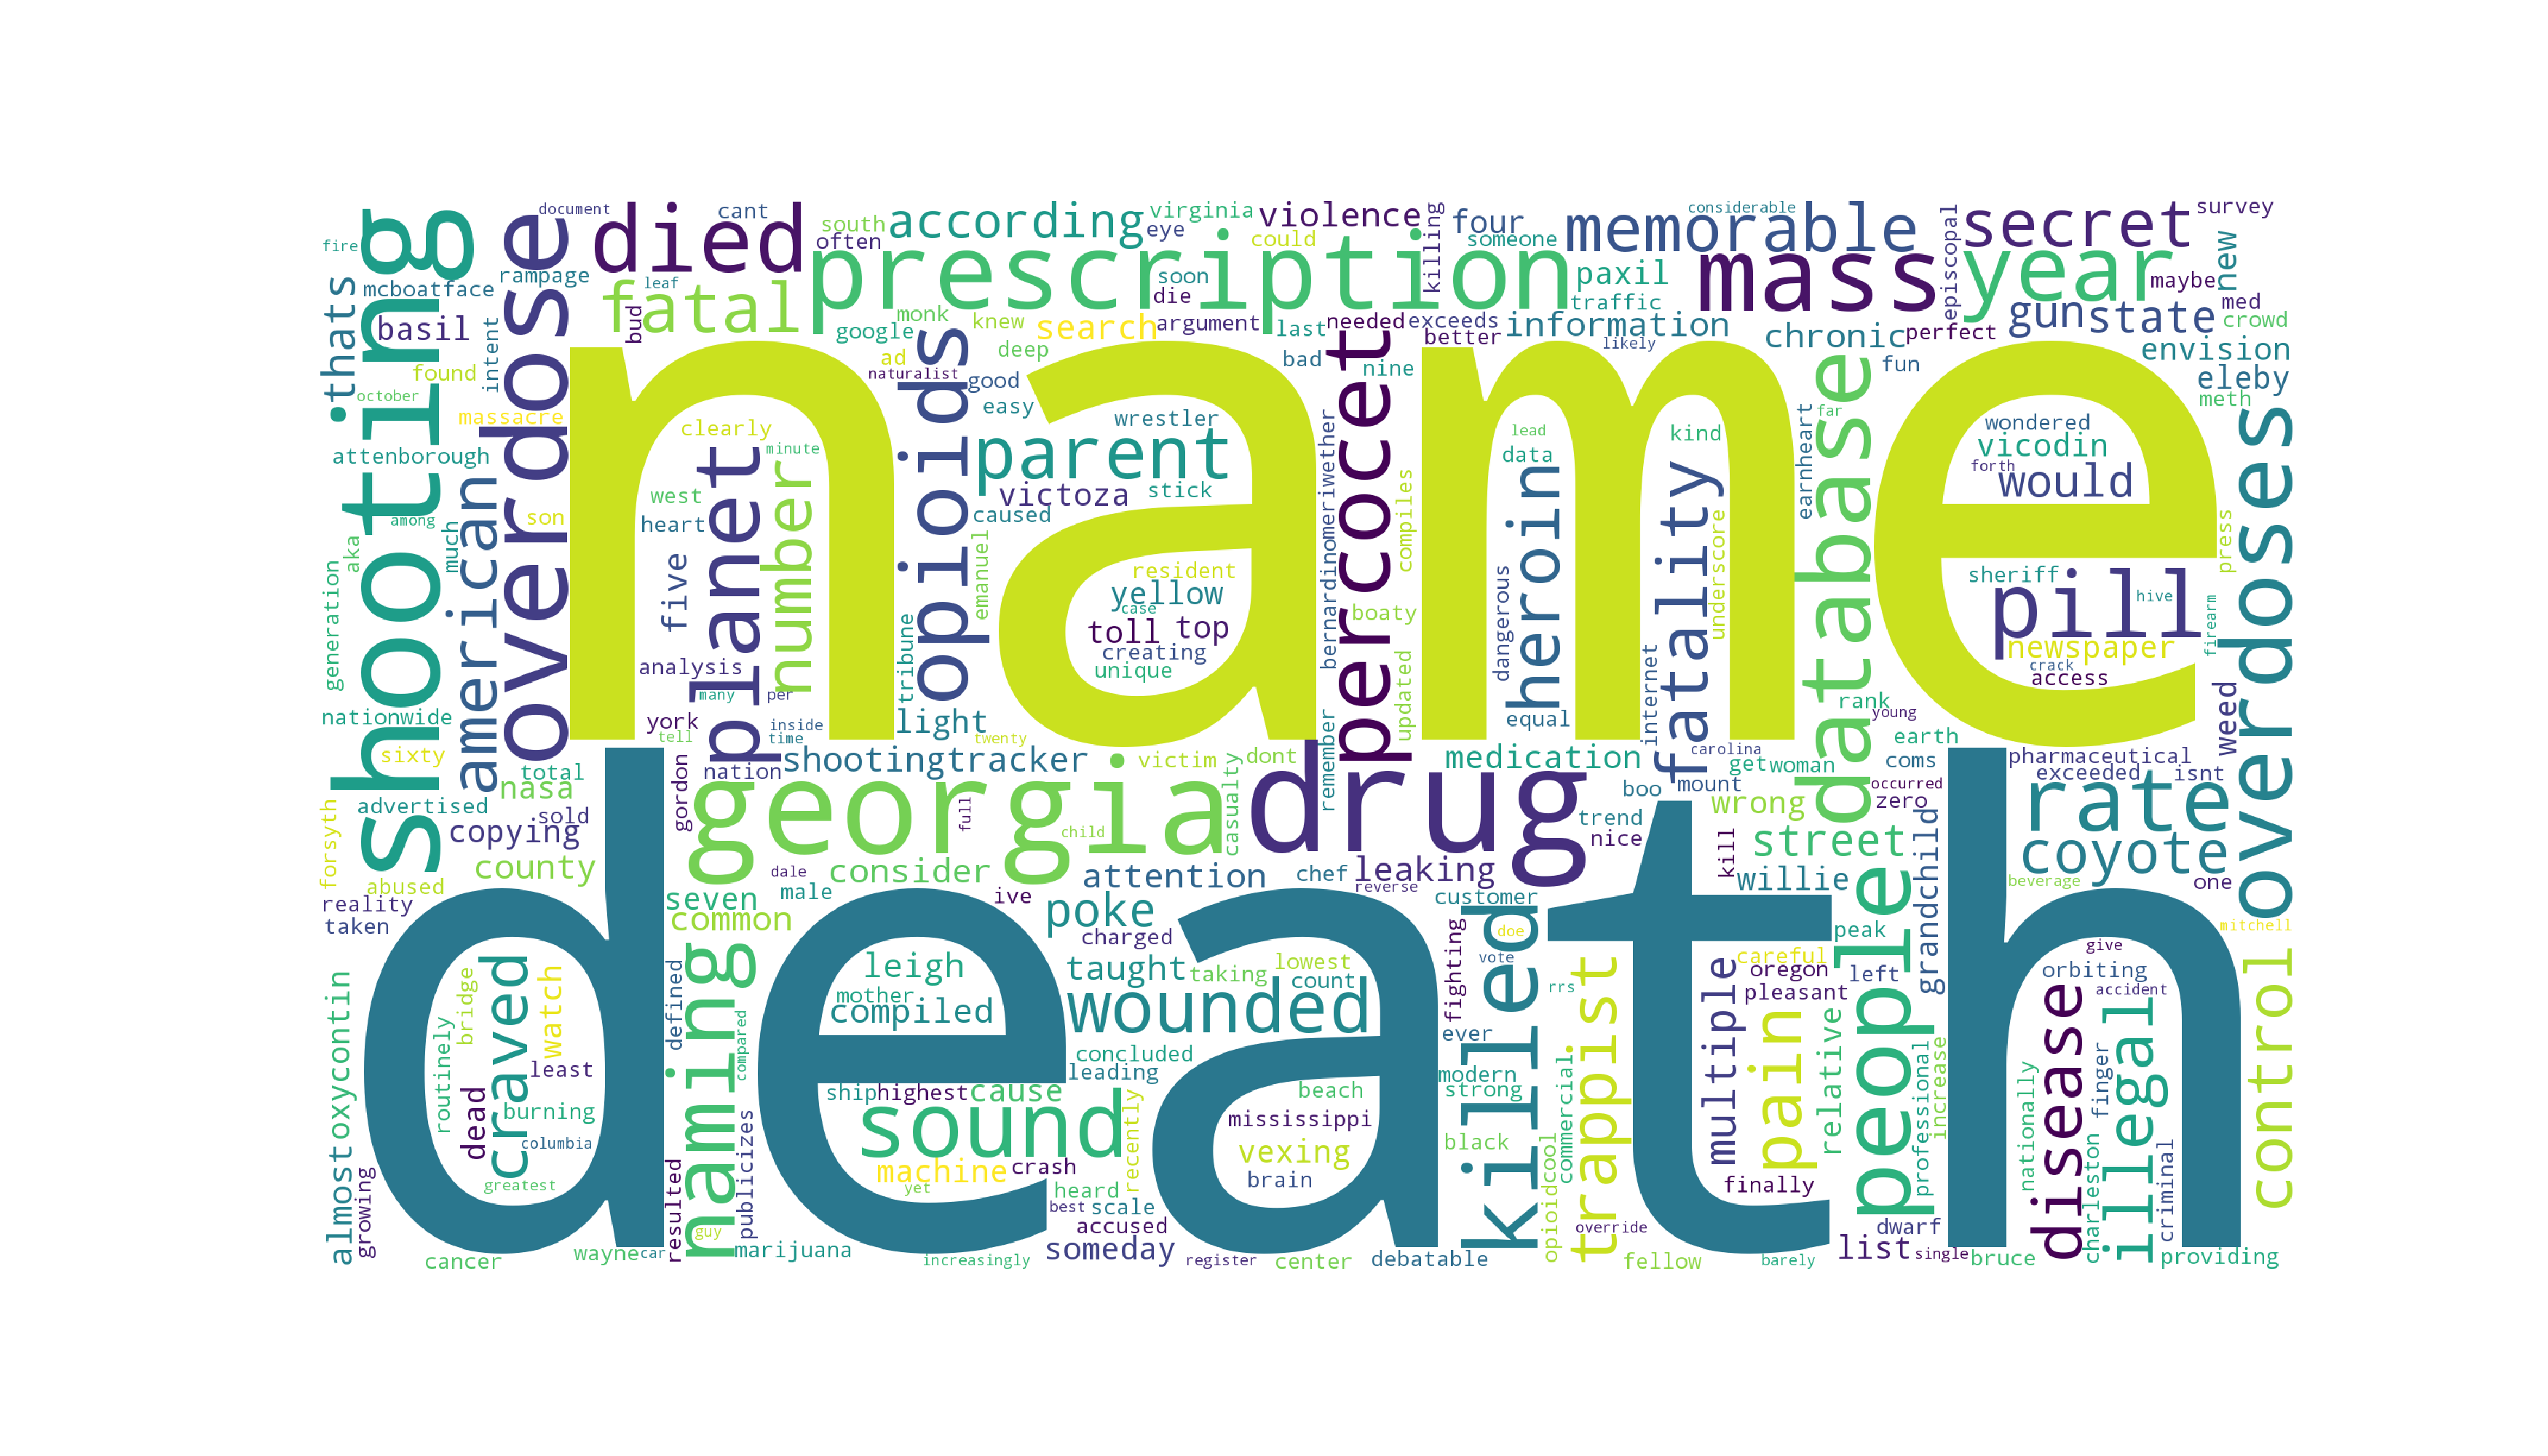 name
death
shooting
overdose
died
prescription
mass
year
secret
memorable
according
fatal
opioids
parent
percocet
heroin
fatality
database
pill
overdoses
planet
number
american
georgia
drug
rate
coyote
people
killed
wounded
sound
naming
craved
trappist
pain
disease
illegal
control
document
cant
south
often
virginia
eye
violence
killing
four
someone
considerable
episcopal
survey
new
fire
thats
mcboatface
rampage
basil
intent
leaf
bud
google
monk
knew
could
soon
die
search
argument
last
needed
exceeds
better
paxil
traffic
information
likely
chronic
perfect
maybe
med
gun
state
crowd
envision
eleby
meth
found
october
massacre
attenborough
among
much
clearly
minute
ad
naturalist
deep
good
easy
bad
nine
wrestler
victoza
stick
caused
west
heart
son
five
analysis
many
per
york
tell
inside
time
twenty
tribune
light
emanuel
resident
yellow
case
toll
top
creating
unique
bernardino
meriwether
remember
boaty
compiles
updated
lead
data
dangerous
equal
kind
underscore
internet
earnheart
far
fun
wondered
vicodin
forth
would
sheriff
hive
newspaper
crack
access
press
firearm
weed
rank
young
earth
aka
generation
nationwide
sixty
total
nasa
advertised
sold
copying
county
forsyth
abused
reality
taken
gordon
nation
shootingtracker
full
child
victim
casualty
dont
medication
carolina
boo
mount
get
woman
coms
occurred
zero
pharmaceutical
exceeded
isnt
wrong
trend
nice
street
kill
willie
grandchild
beverage
one
mitchell
dale
male
consider
ive
attention
chef
leaking
reverse
customer
seven
common
poke
charged
leigh
mother
compiled
taught
taking
lowest
count
fighting
doe
vote
rrs
ever
careful
oregon
pleasant
peak
left
give
orbiting
accident
multiple
almost
oxycontin
routinely
bridge
watch
least
dead
burning
columbia
greatest
growing
cancer
wayne
car
resulted
defined
compared
publicizes
guy
marijuana
concluded
leading
ship
highest
cause
machine
crash
yet
heard
recently
best
scale
accused
someday
increasingly
register
center
beach
mississippi
vexing
brain
debatable
modern
strong
black
opioidcool
commercial
override
fellow
finally
barely
relative
professional
increase
dwarf
list
single
bruce
nationally
finger
charleston
criminal
providing